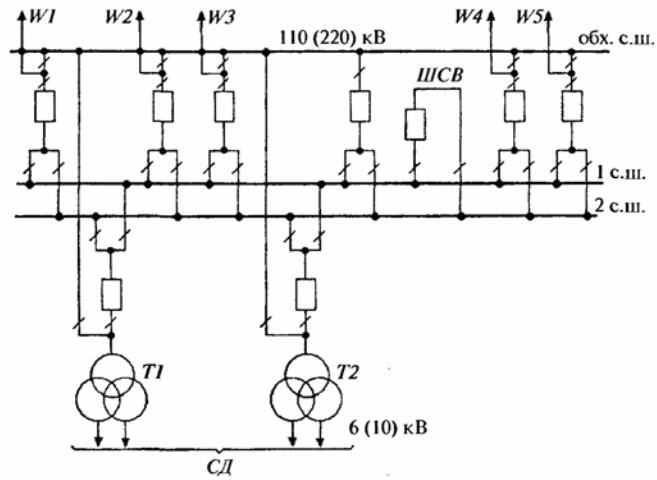 W1 W2 W3 W4 W5
110 (220) кВ обх. с.ш.
ШСВ
1 с.ш.
2 с.ш.
T1 T2
6 (10) кВ
СД